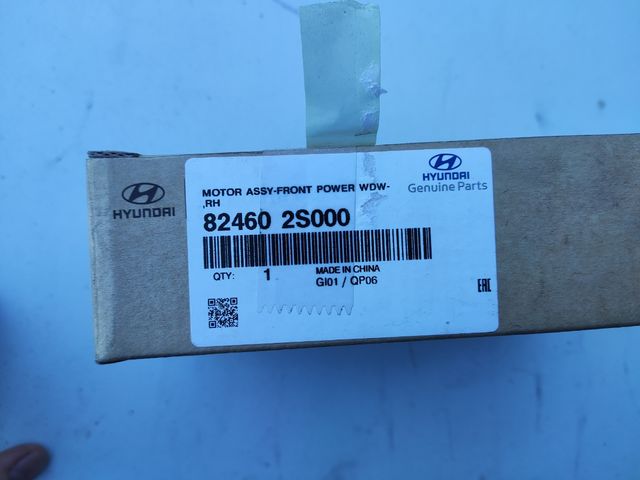 HYUNDAI
HYUNDAI
Genuine Parts
MOTOR ASSY-FRONT POWER WDW-
,RH
82460 2S000
QTY: 1
MADE IN CHINA
GI01 / QP06
EAC